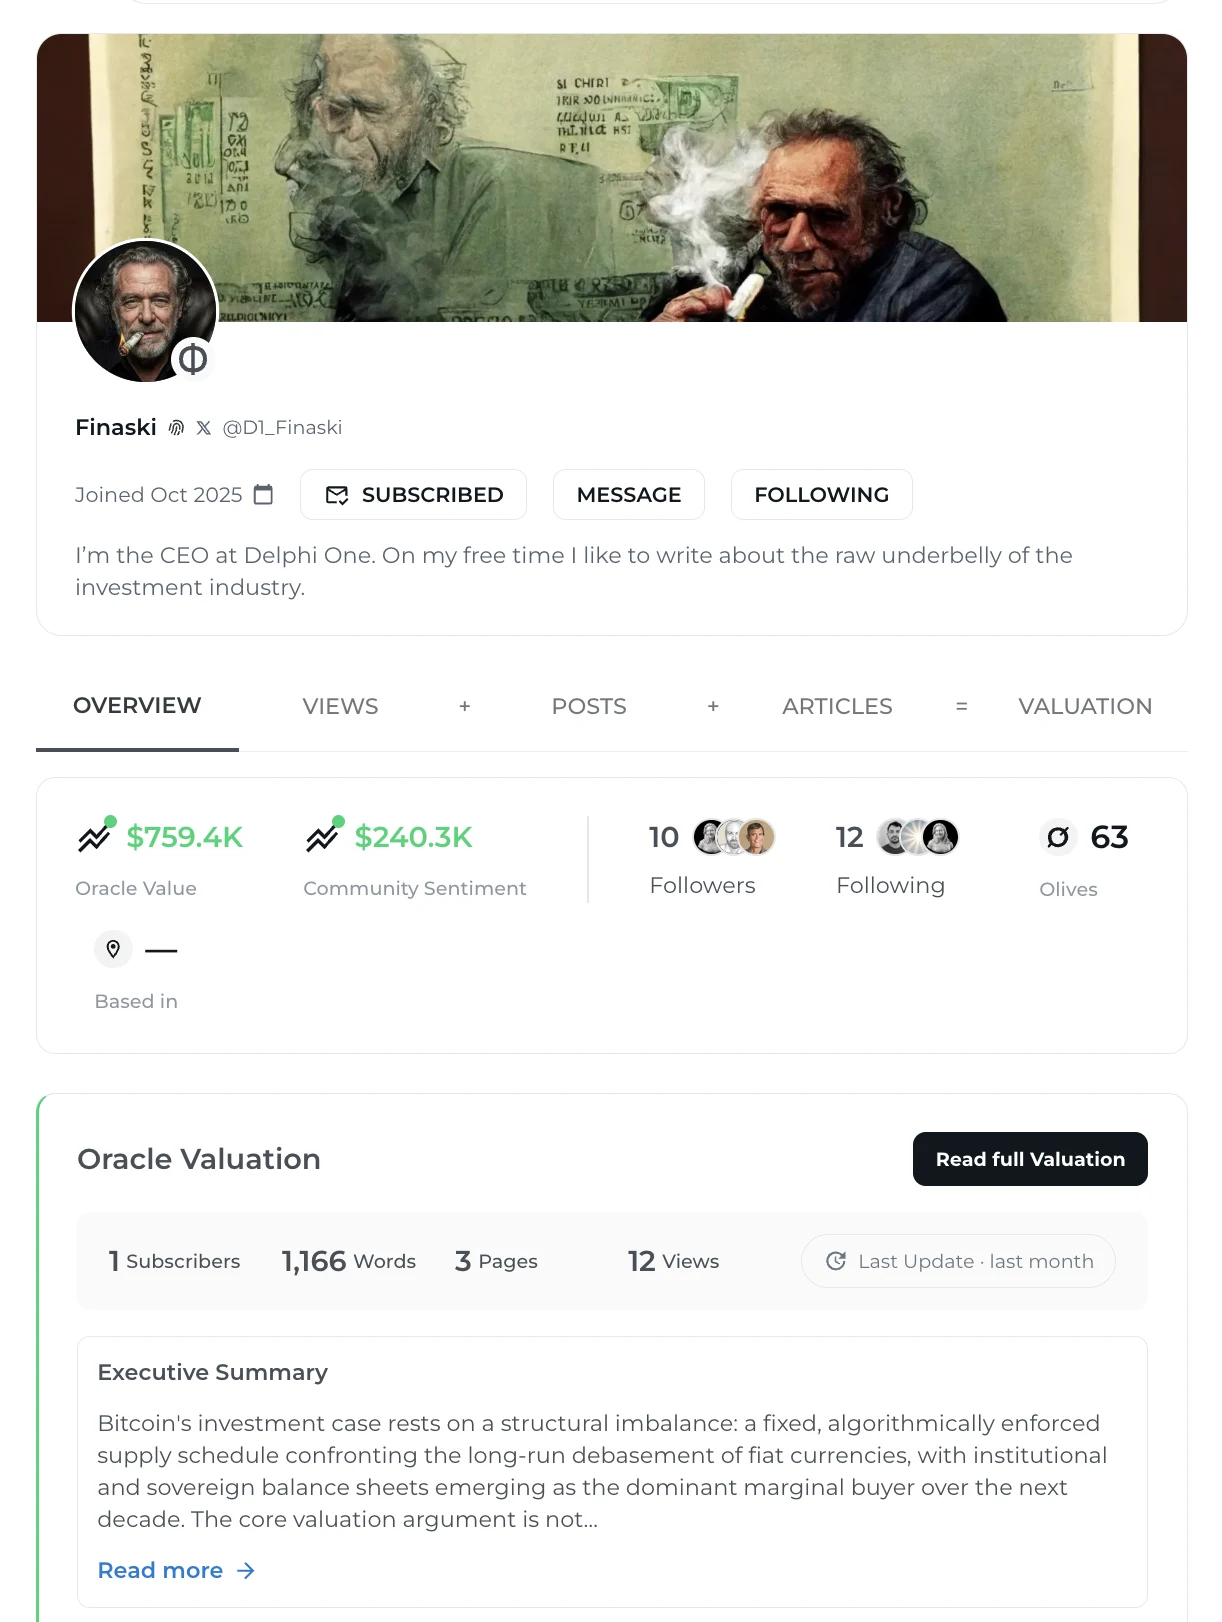 Finaski @D1_Finaski
Joined Oct 2025 SUBSCRIBED MESSAGE FOLLOWING
I’m the CEO at Delphi One. On my free time I like to write about the raw underbelly of the
investment industry.
OVERVIEW VIEWS + POSTS + ARTICLES = VALUATION
$759.4K $240.3K 10 12 63
Oracle Value Community Sentiment Followers Following Olives
—
Based in
Oracle Valuation Read full Valuation
1 Subscribers 1,166 Words 3 Pages 12 Views Last Update · last month
Executive Summary
Bitcoin's investment case rests on a structural imbalance: a fixed, algorithmically enforced
supply schedule confronting the long-run debasement of fiat currencies, with institutional
and sovereign balance sheets emerging as the dominant marginal buyer over the next
decade. The core valuation argument is not...
Read more